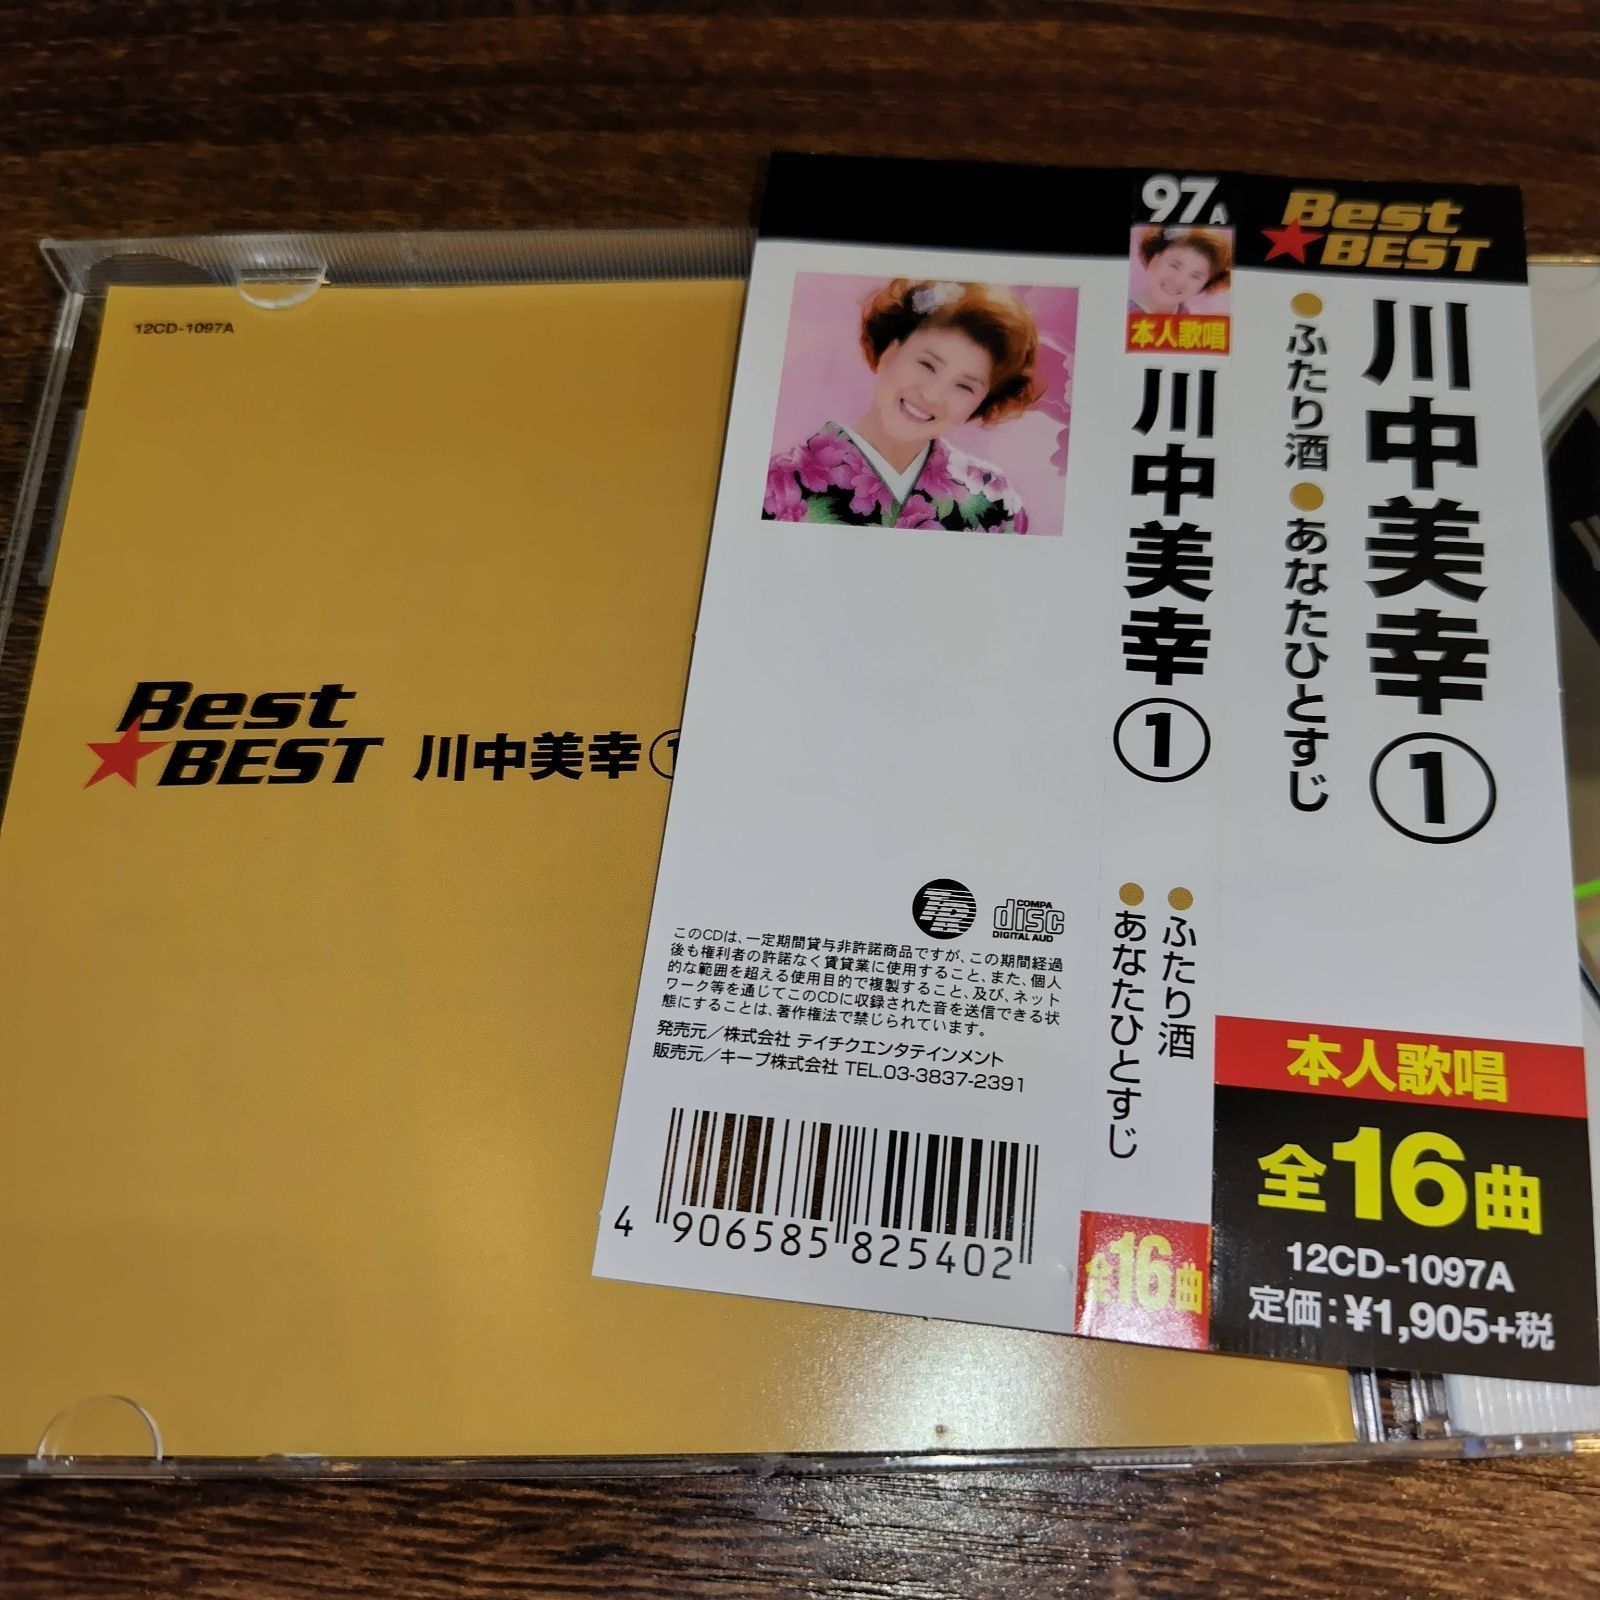 12CD-1097A
Best
BEST
川中美幸①
97A
本人歌唱
川中美幸①
ふたり酒
あなたひとすじ
全16曲
Best
BEST
川中美幸①
ふたり酒 あなたひとすじ
本人歌唱
全16曲
12CD-1097A
定価:¥1,905+税
COMPA
disc
DIGITAL AUD
このCDは、一定期間貸与非許諾商品ですが、この期間経過
後も権利者の許諾なく賃貸業に使用すること、また、個人
的な範囲を超える使用目的で複製すること、及び、ネット
ワーク等を通じてこのCDに収録された音を送信できる状
態にすることは、著作権法で禁じられています。
発売元/株式会社 テイチクエンタテインメント
販売元/キープ株式会社 TEL.03-3837-2391
4 906585 825402